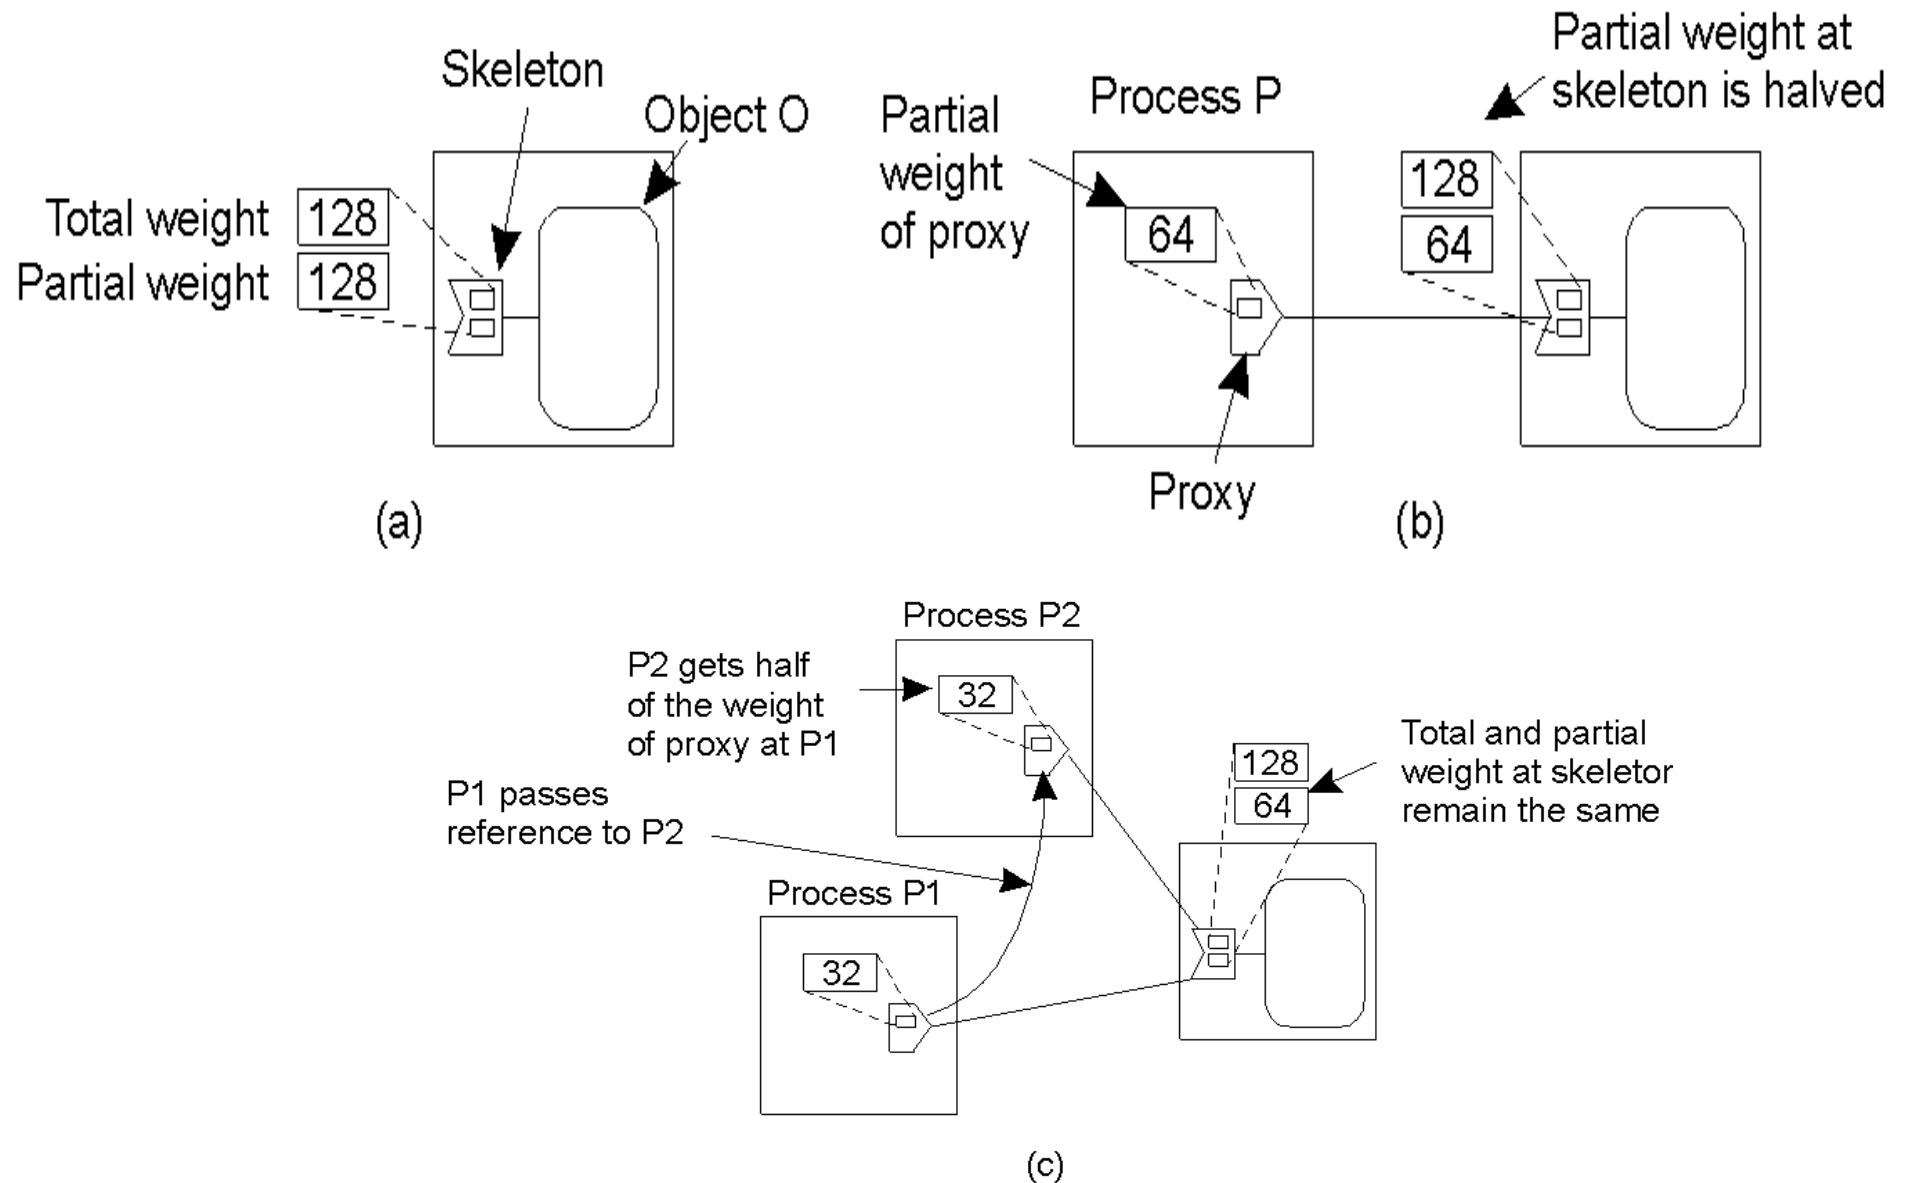 Skeleton
Object O
Total weight 128
Partial weight 128
(a)
Partial
weight
of proxy
Process P
64
Proxy
Partial weight at
skeleton is halved
128
64
(b)
Process P2
P2 gets half
of the weight
of proxy at P1
32
P1 passes
reference to P2
Process P1
32
128
64
Total and partial
weight at skeletor
remain the same
(c)